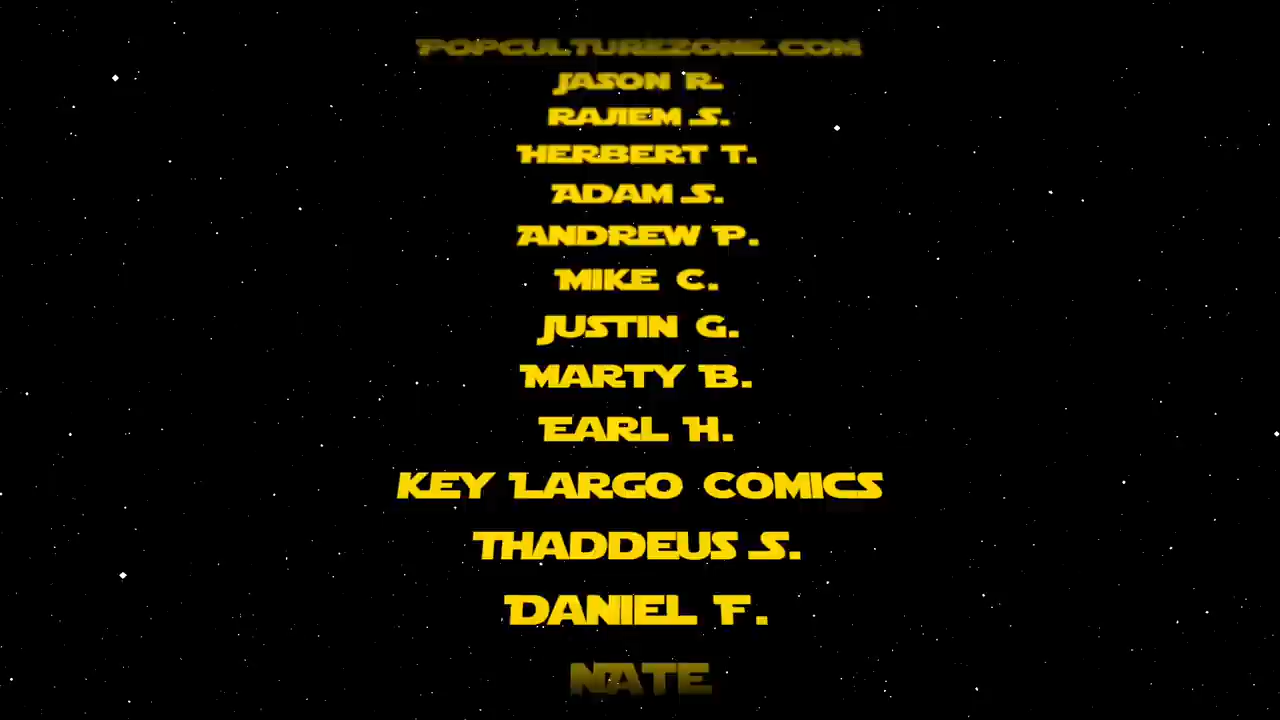 PopCultureZone.com
Jason R.
Rajiem S.
Herbert T.
Adam S.
Andrew P.
Mike C.
Justin G.
Marty B.
Earl H.
Key Largo Comics
Thaddeus S.
Daniel F.
Nate